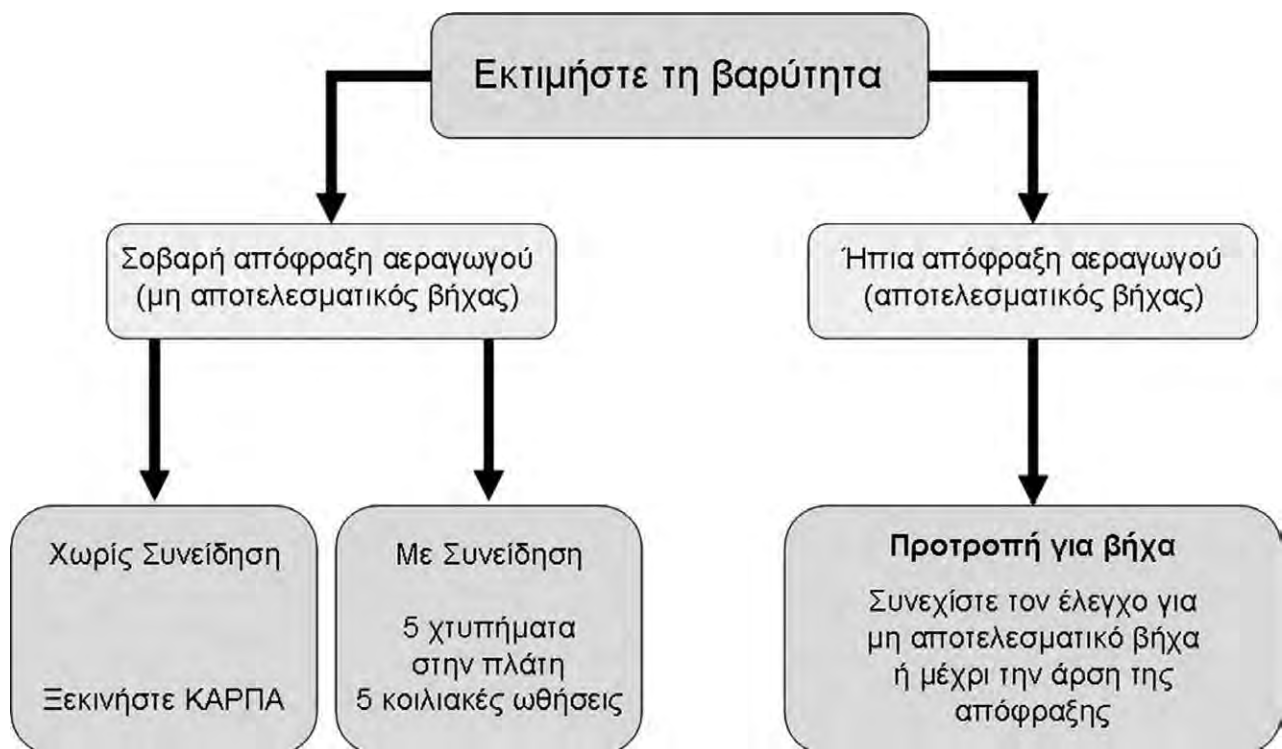 Εκτιμήστε τη βαρύτητα
Σοβαρή απόφραξη αεραγωγού
(μη αποτελεσματικός βήχας)
Ήπια απόφραξη αεραγωγού
(αποτελεσματικός βήχας)
Χωρίς Συνείδηση
Ξεκινήστε ΚΑΡΠΑ
Με Συνείδηση
5 χτυπήματα
στην πλάτη
5 κοιλιακές ωθήσεις
Προτροπή για βήχα
Συνεχίστε τον έλεγχο για
μη αποτελεσματικό βήχα
ή μέχρι την άρση της
απόφραξης